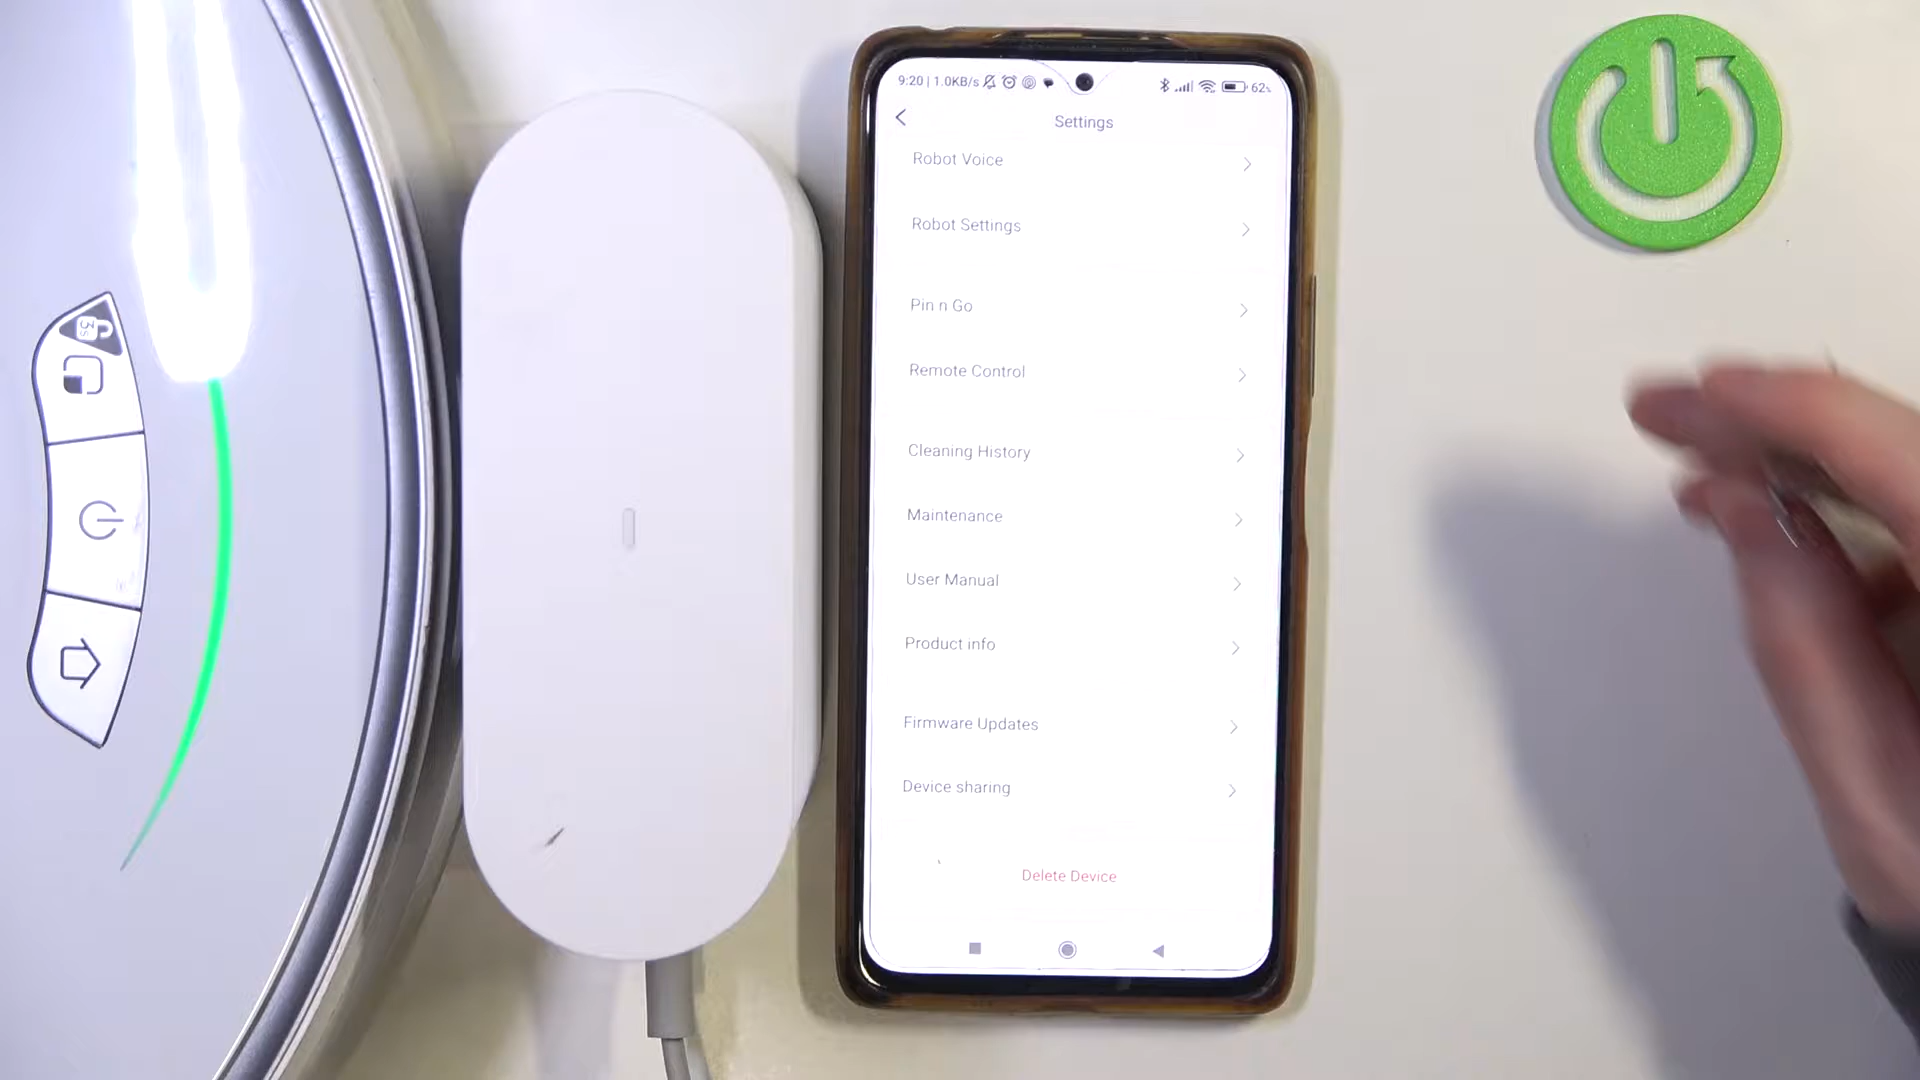 9:20 | 1.0KB/s
62%
Settings
Robot Voice
Robot Settings
Pin n Go
Remote Control
Cleaning History
Maintenance
User Manual
Product info
Firmware Updates
Device sharing
Delete Device
3s